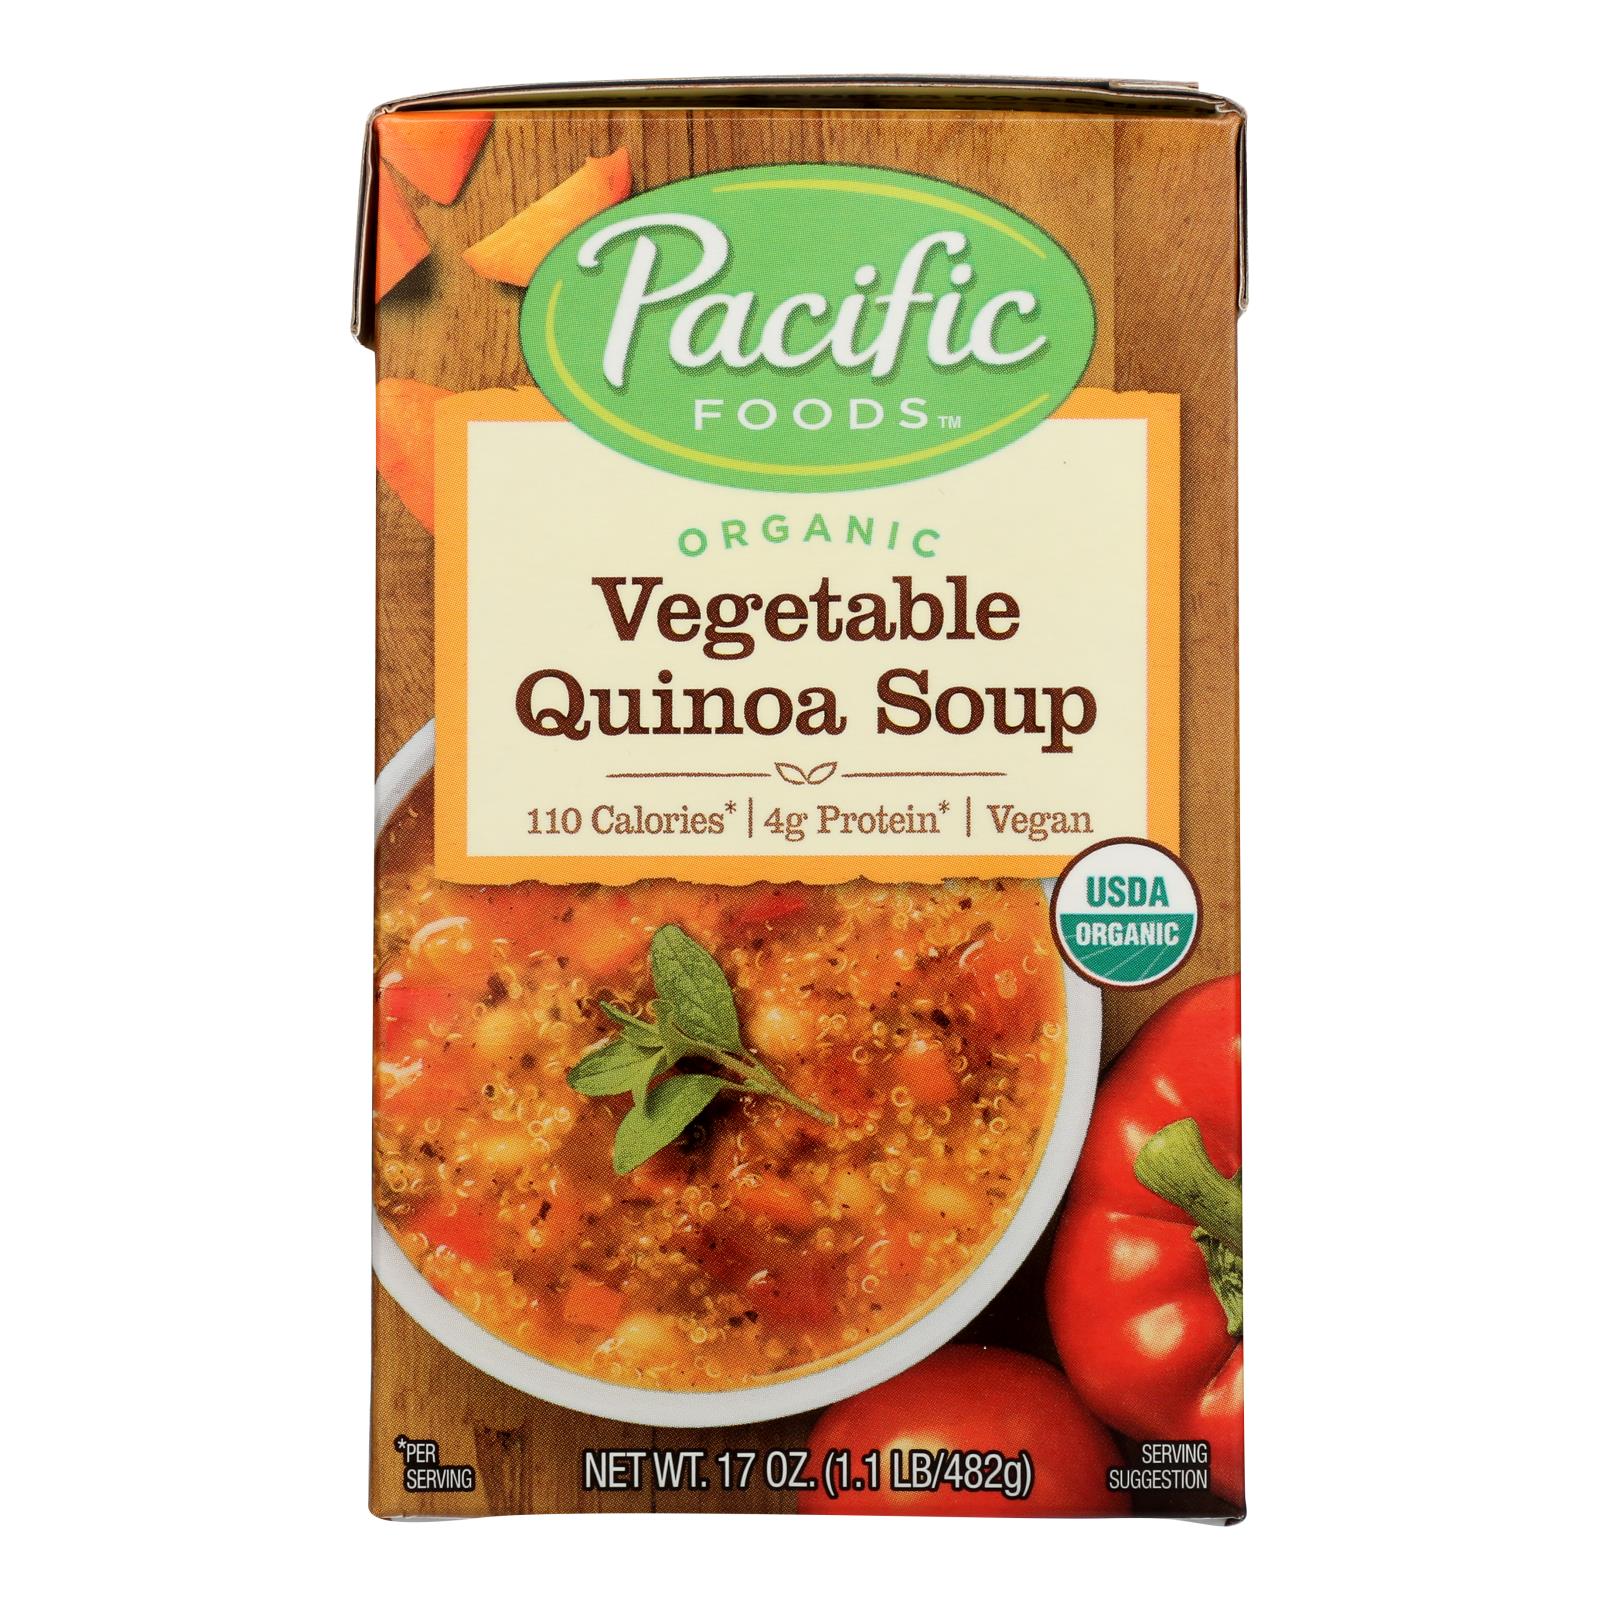 Pacific
FOODS™
ORGANIC
Vegetable
Quinoa Soup
110 Calories* | 4g Protein* | Vegan
USDA
ORGANIC
*PER
SERVING
NET WT. 17 OZ. (1.1 LB/482g)
SERVING
SUGGESTION